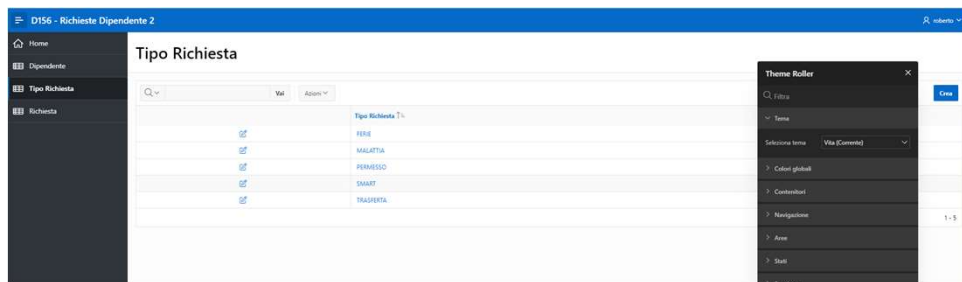 D156 - Richieste Dipendente 2
roberto
Home
Dipendente
Tipo Richiesta
Richiesta
Tipo Richiesta
Vai
Azioni
Crea
Tipo Richiesta
FERIE
MALATTIA
PERMESSO
SMART
TRASFERTA
1 - 5
Theme Roller
Filtra
Tema
Seleziona tema Vita (Corrente)
Colori globali
Contenitori
Navigazione
Aree
Stati